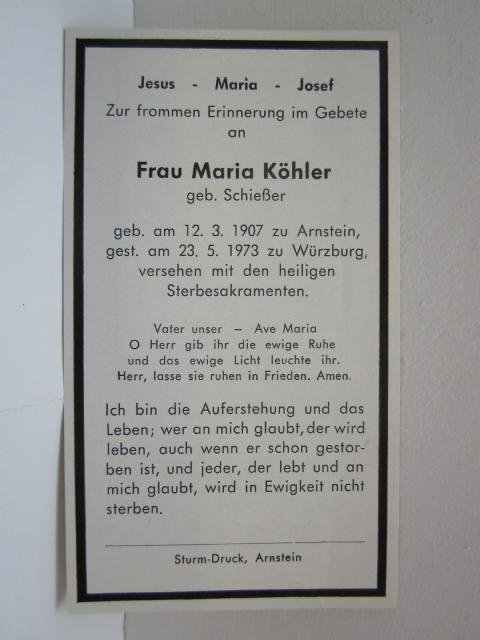 Jesus - Maria - Josef
Zur frommen Erinnerung im Gebete
an
Frau Maria Köhler
geb. Schießer
geb. am 12. 3. 1907 zu Arnstein,
gest. am 23. 5. 1973 zu Würzburg,
versehen mit den heiligen
Sterbesakramenten.
Vater unser – Ave Maria
O Herr gib ihr die ewige Ruhe
und das ewige Licht leuchte ihr.
Herr, lasse sie ruhen in Frieden. Amen.
Ich bin die Auferstehung und das
Leben; wer an mich glaubt, der wird
leben, auch wenn er schon gestor-
ben ist, und jeder, der lebt und an
mich glaubt, wird in Ewigkeit nicht
sterben.
Sturm-Druck, Arnstein